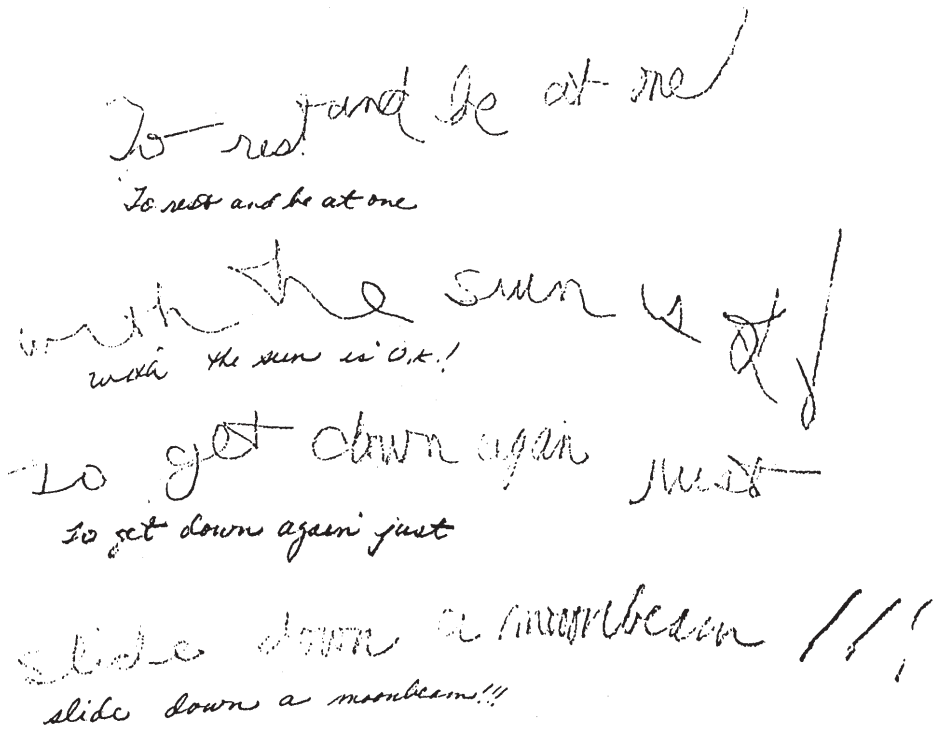 To rest and be at one
To rest and be at one
with the sun is ok!
with the sun is O.K.!
To get down again just
To get down again just
slide down a moonbeam!!!
slide down a moonbeam!!!